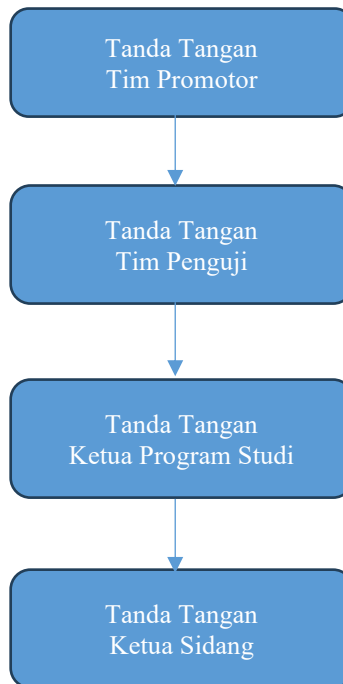 Tanda Tangan
Tim Promotor
Tanda Tangan
Tim Penguji
Tanda Tangan
Ketua Program Studi
Tanda Tangan
Ketua Sidang